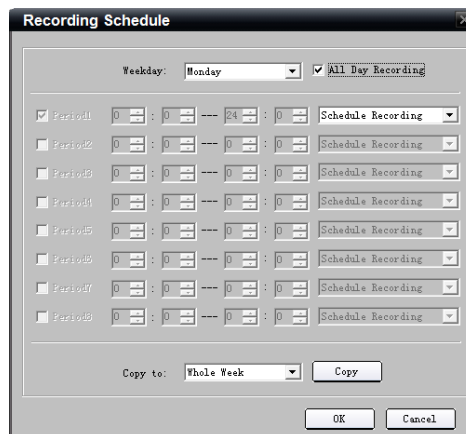 Recording Schedule
Weekday: Monday All Day Recording
Period1 0 : 0 --- 24 : 0 Schedule Recording
Period2 0 : 0 --- 0 : 0 Schedule Recording
Period3 0 : 0 --- 0 : 0 Schedule Recording
Period4 0 : 0 --- 0 : 0 Schedule Recording
Period5 0 : 0 --- 0 : 0 Schedule Recording
Period6 0 : 0 --- 0 : 0 Schedule Recording
Period7 0 : 0 --- 0 : 0 Schedule Recording
Period8 0 : 0 --- 0 : 0 Schedule Recording
Copy to: Whole Week Copy
OK Cancel